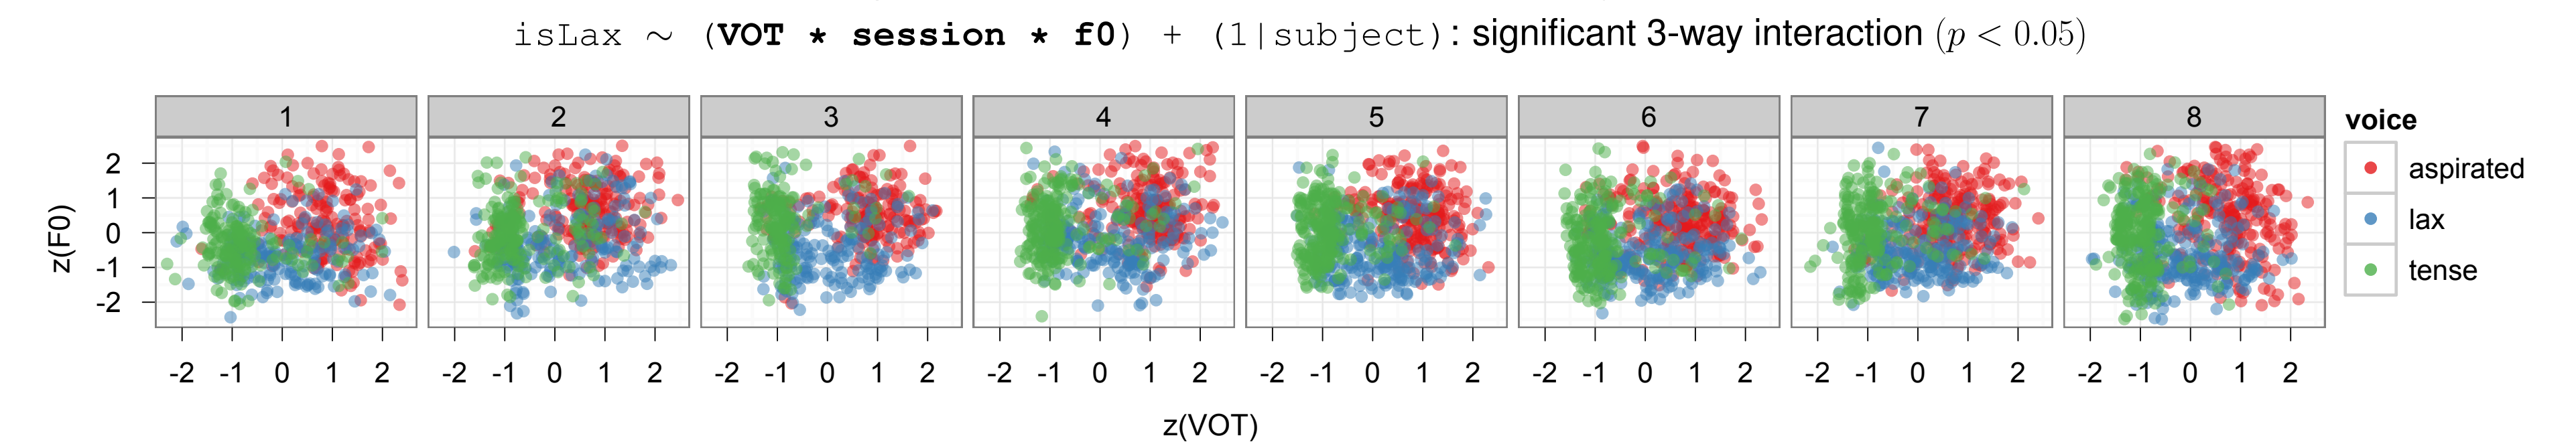 isLax ~ (VOT * session * f0) + (1|subject): significant 3-way interaction (p < 0.05)
1 2 3 4 5 6 7 8
voice
aspirated
lax
tense
z(F0)
2
1
0
-1
-2
-2 -1 0 1 2 -2 -1 0 1 2 -2 -1 0 1 2 -2 -1 0 1 2 -2 -1 0 1 2 -2 -1 0 1 2 -2 -1 0 1 2 -2 -1 0 1 2
z(VOT)